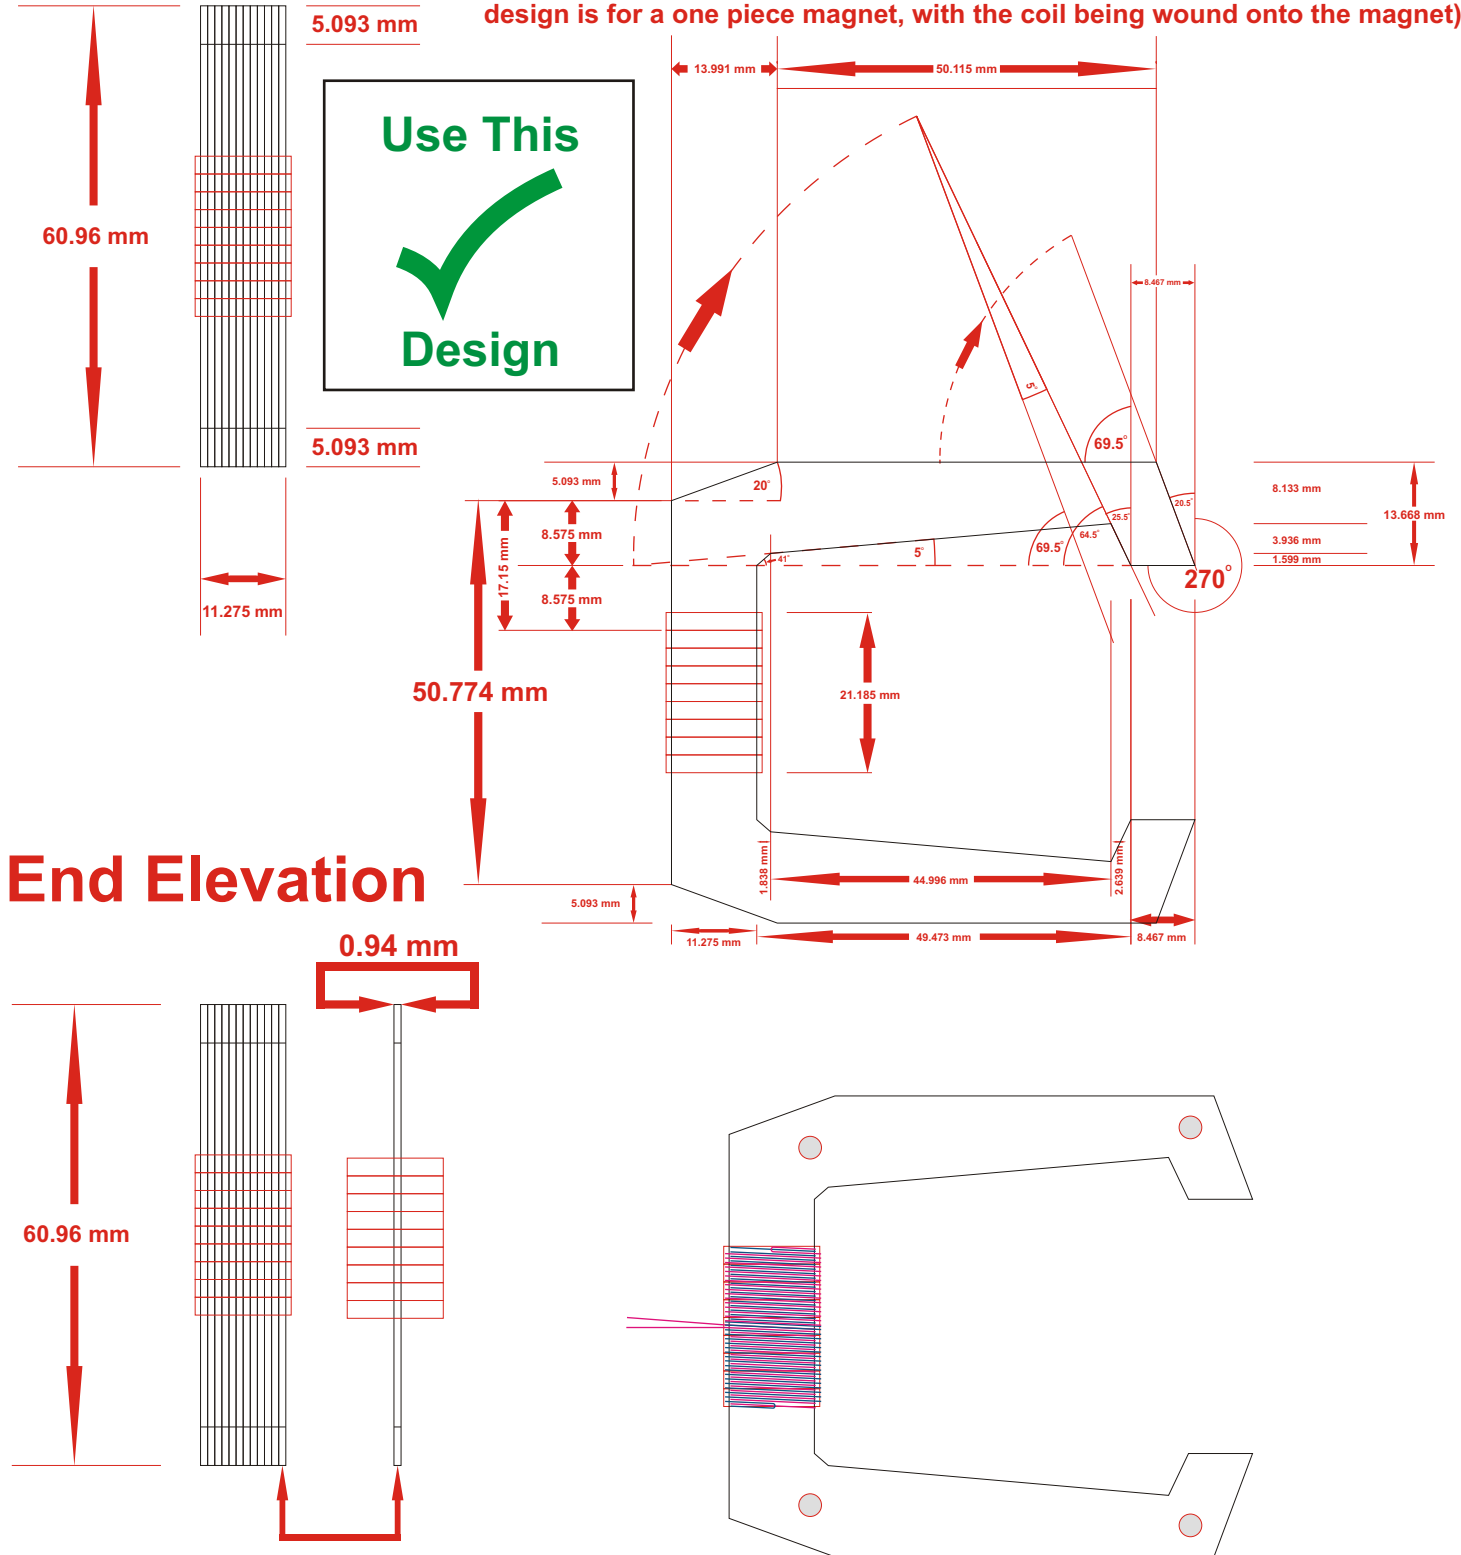 design is for a one piece magnet, with the coil being wound onto the magnet)
5.093 mm
13.991 mm
50.115 mm
Use This
Design
60.96 mm
8.467 mm
5°
69.5°
5.093 mm
5.093 mm
20°
8.133 mm
20.5°
13.668 mm
25.5°
17.15 mm
8.575 mm
69.5°
64.5°
3.936 mm
5°
41°
1.599 mm
270°
8.575 mm
11.275 mm
50.774 mm
21.185 mm
End Elevation
1.838 mm
44.996 mm
2.639 mm
5.093 mm
11.275 mm
49.473 mm
8.467 mm
0.94 mm
60.96 mm